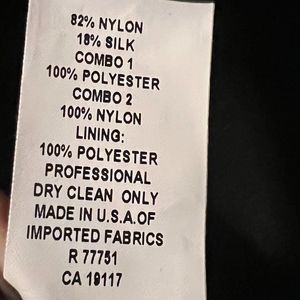 82% NYLON
18% SILK
COMBO 1
100% POLYESTER
COMBO 2
100% NYLON
LINING:
100% POLYESTER
PROFESSIONAL
DRY CLEAN ONLY
MADE IN U.S.A.OF
IMPORTED FABRICS
R 77751
CA 19117